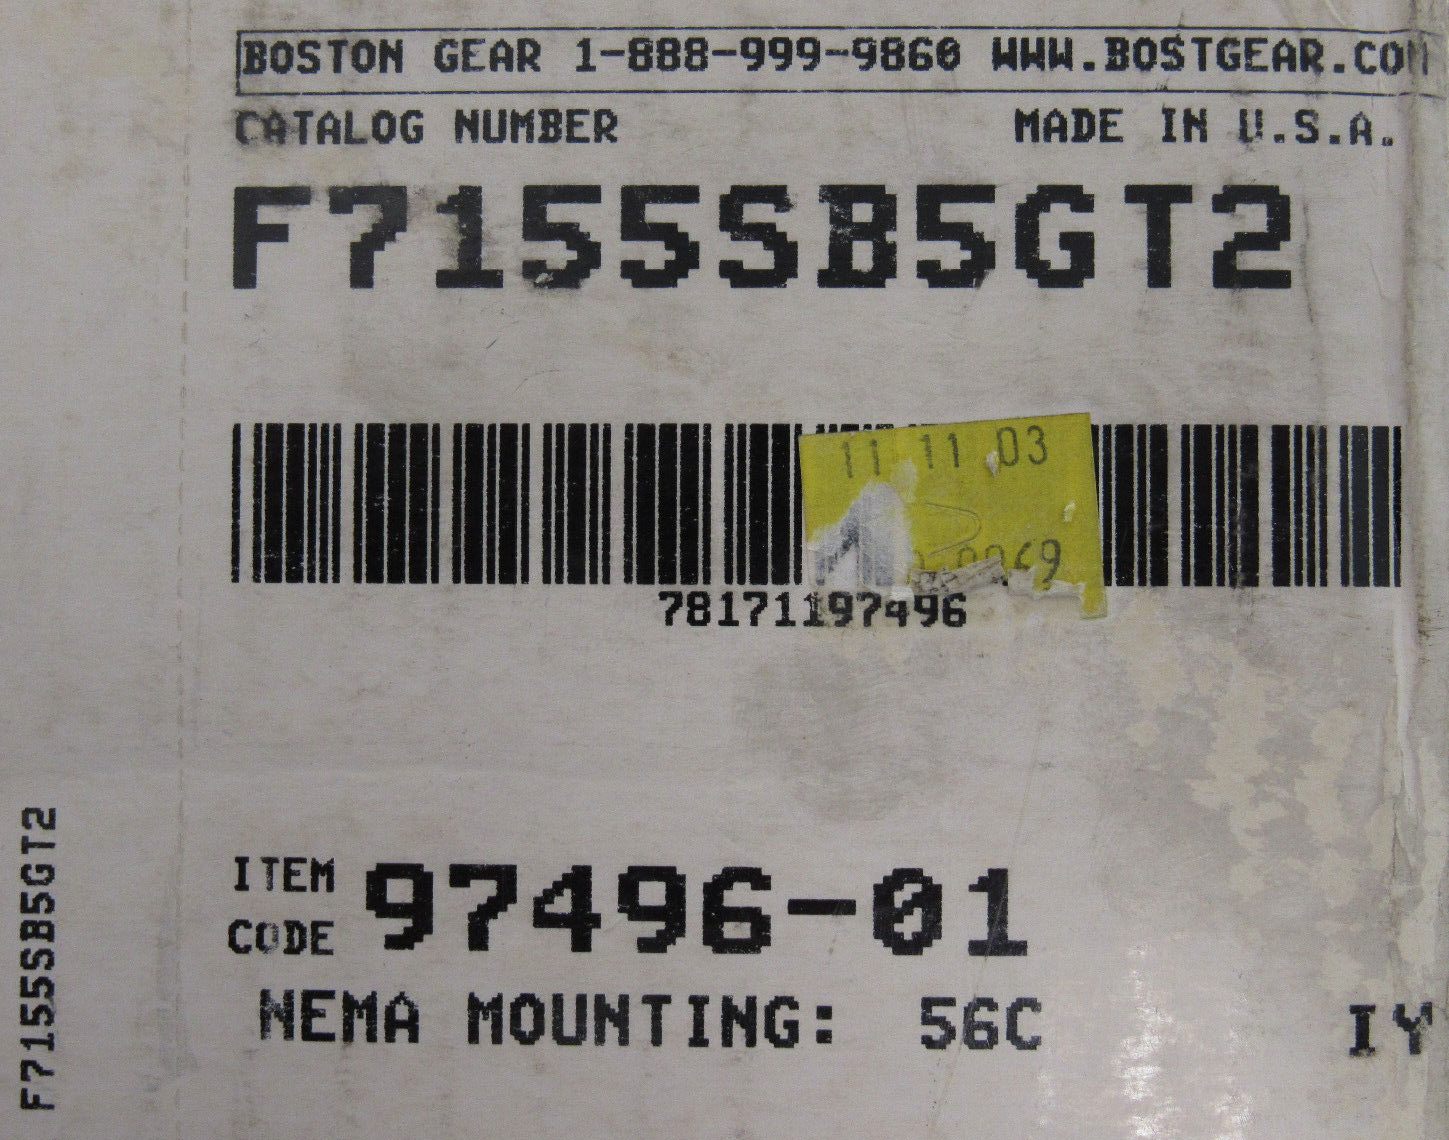 BOSTON GEAR 1-888-999-9860 WWW.BOSTGEAR.COM
CATALOG NUMBER MADE IN U.S.A.
F7155SB5GT2
11 11 03
78171197496
F7155SB5GT2
ITEM CODE 97496-01
NEMA MOUNTING: 56C IY